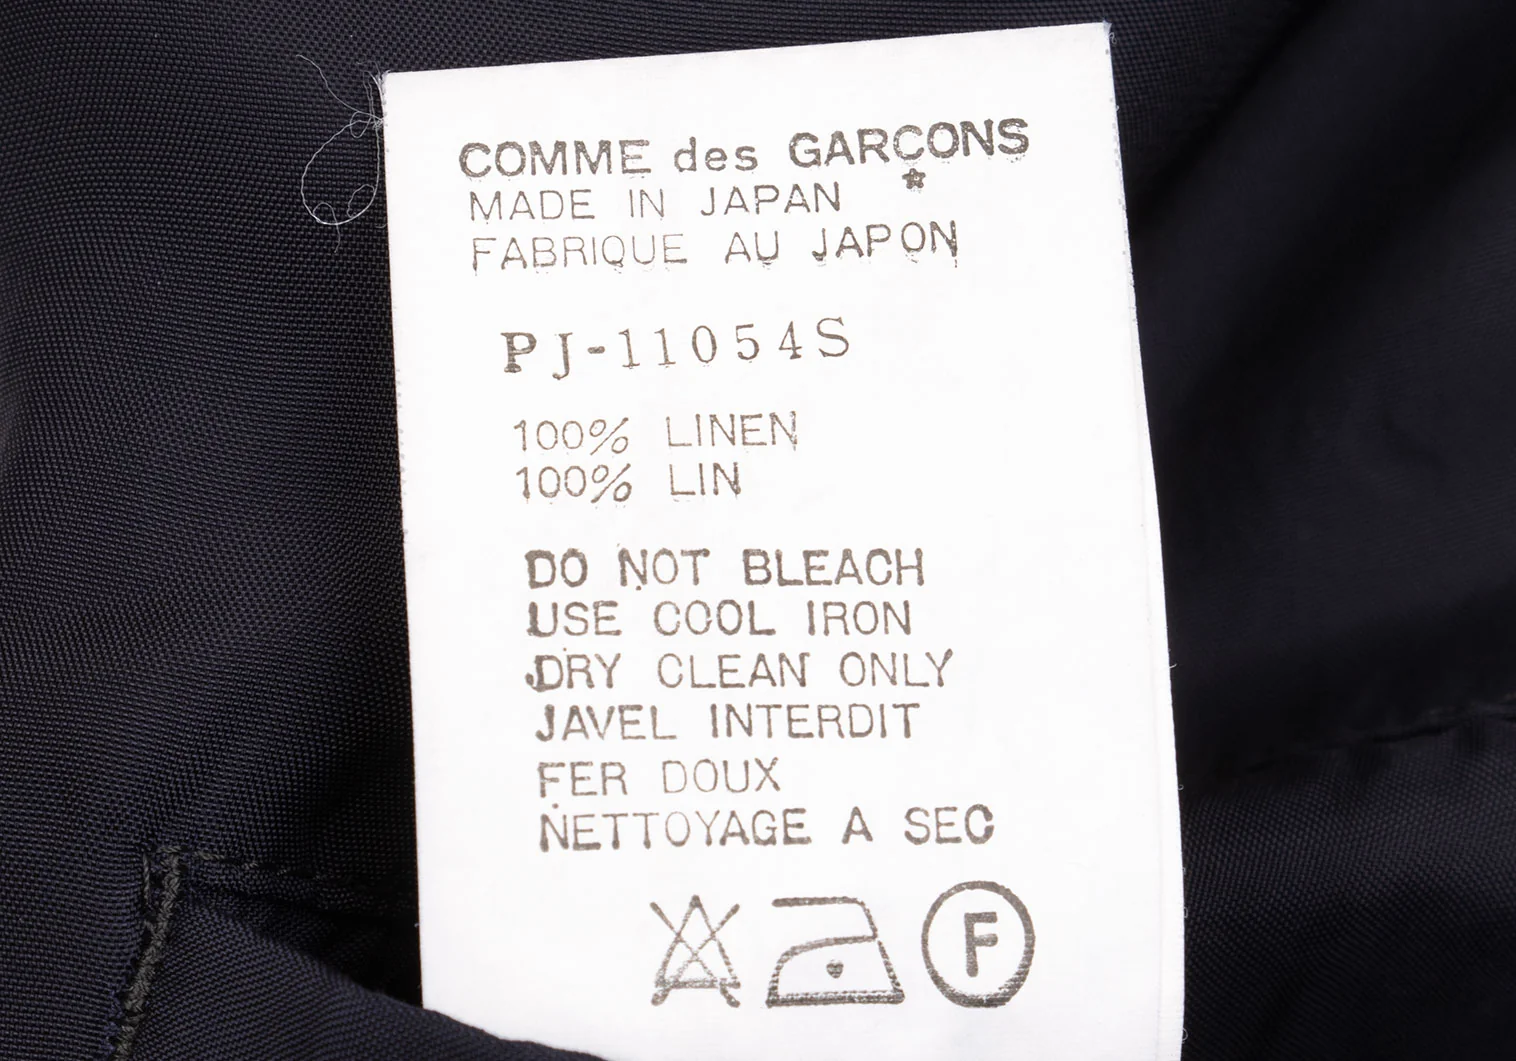 COMME des GARÇONS
MADE IN JAPAN
FABRIQUE AU JAPON
PJ-11054S
100% LINEN
100% LIN
DO NOT BLEACH
USE COOL IRON
DRY CLEAN ONLY
JAVEL INTERDIT
FER DOUX
NETTOYAGE A SEC
F